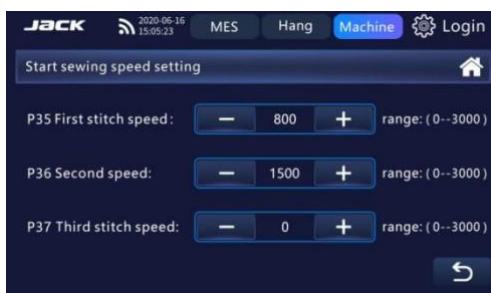 JACK 2020-06-16 MES Hang Machine Login
15:05:23
Start sewing speed setting
P35 First stitch speed: − 800 + range: (0--3000)
P36 Second speed: − 1500 + range: (0--3000)
P37 Third stitch speed: − 0 + range: (0--3000)